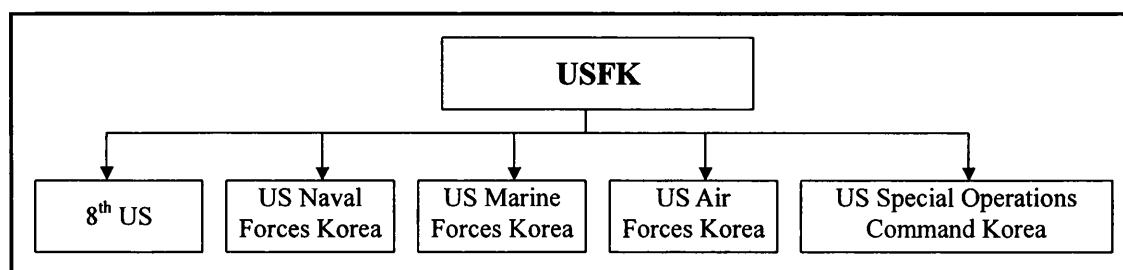 USFK
8th US
US Naval
Forces Korea
US Marine
Forces Korea
US Air
Forces Korea
US Special Operations
Command Korea